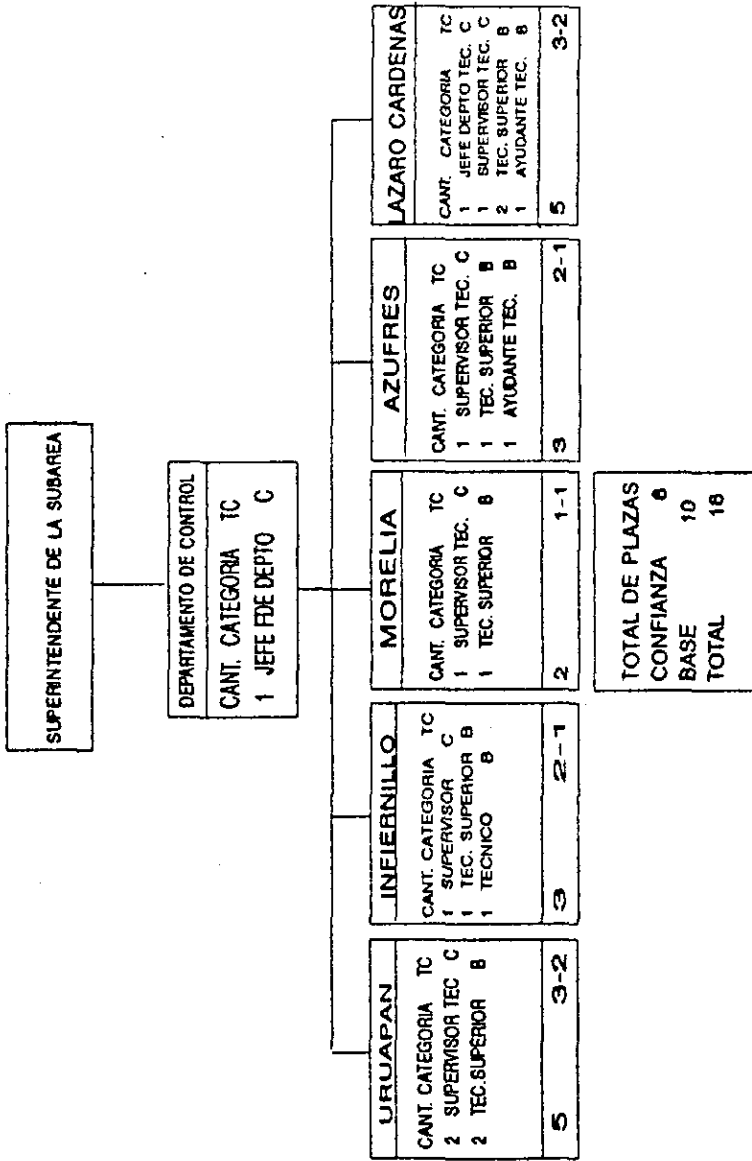 SUPERINTENDENTE DE LA SUBAREA
DEPARTAMENTO DE CONTROL
CANT. CATEGORIA TC
1 JEFE FDE DEPTO C
URUAPAN
CANT. CATEGORIA TC
2 SUPERVISOR TEC C
2 TEC.SUPERIOR B
5 3-2
INFIERNILLO
CANT. CATEGORIA TC
1 SUPERVISOR C
1 TEC. SUPERIOR B
1 TECNICO B
3 2-1
MORELIA
CANT. CATEGORIA TC
1 SUPERVISOR TEC. C
1 TEC. SUPERIOR B
2 1-1
AZUFRES
CANT. CATEGORIA TC
1 SUPERVISOR TEC. C
1 TEC. SUPERIOR B
1 AYUDANTE TEC. B
3 2-1
LAZARO CARDENAS
CANT. CATEGORIA TC
1 JEFE DEPTO TEC. C
1 SUPERVISOR TEC. C
2 TEC. SUPERIOR B
1 AYUDANTE TEC. B
5 3-2
TOTAL DE PLAZAS
CONFIANZA 8
BASE 10
TOTAL 18